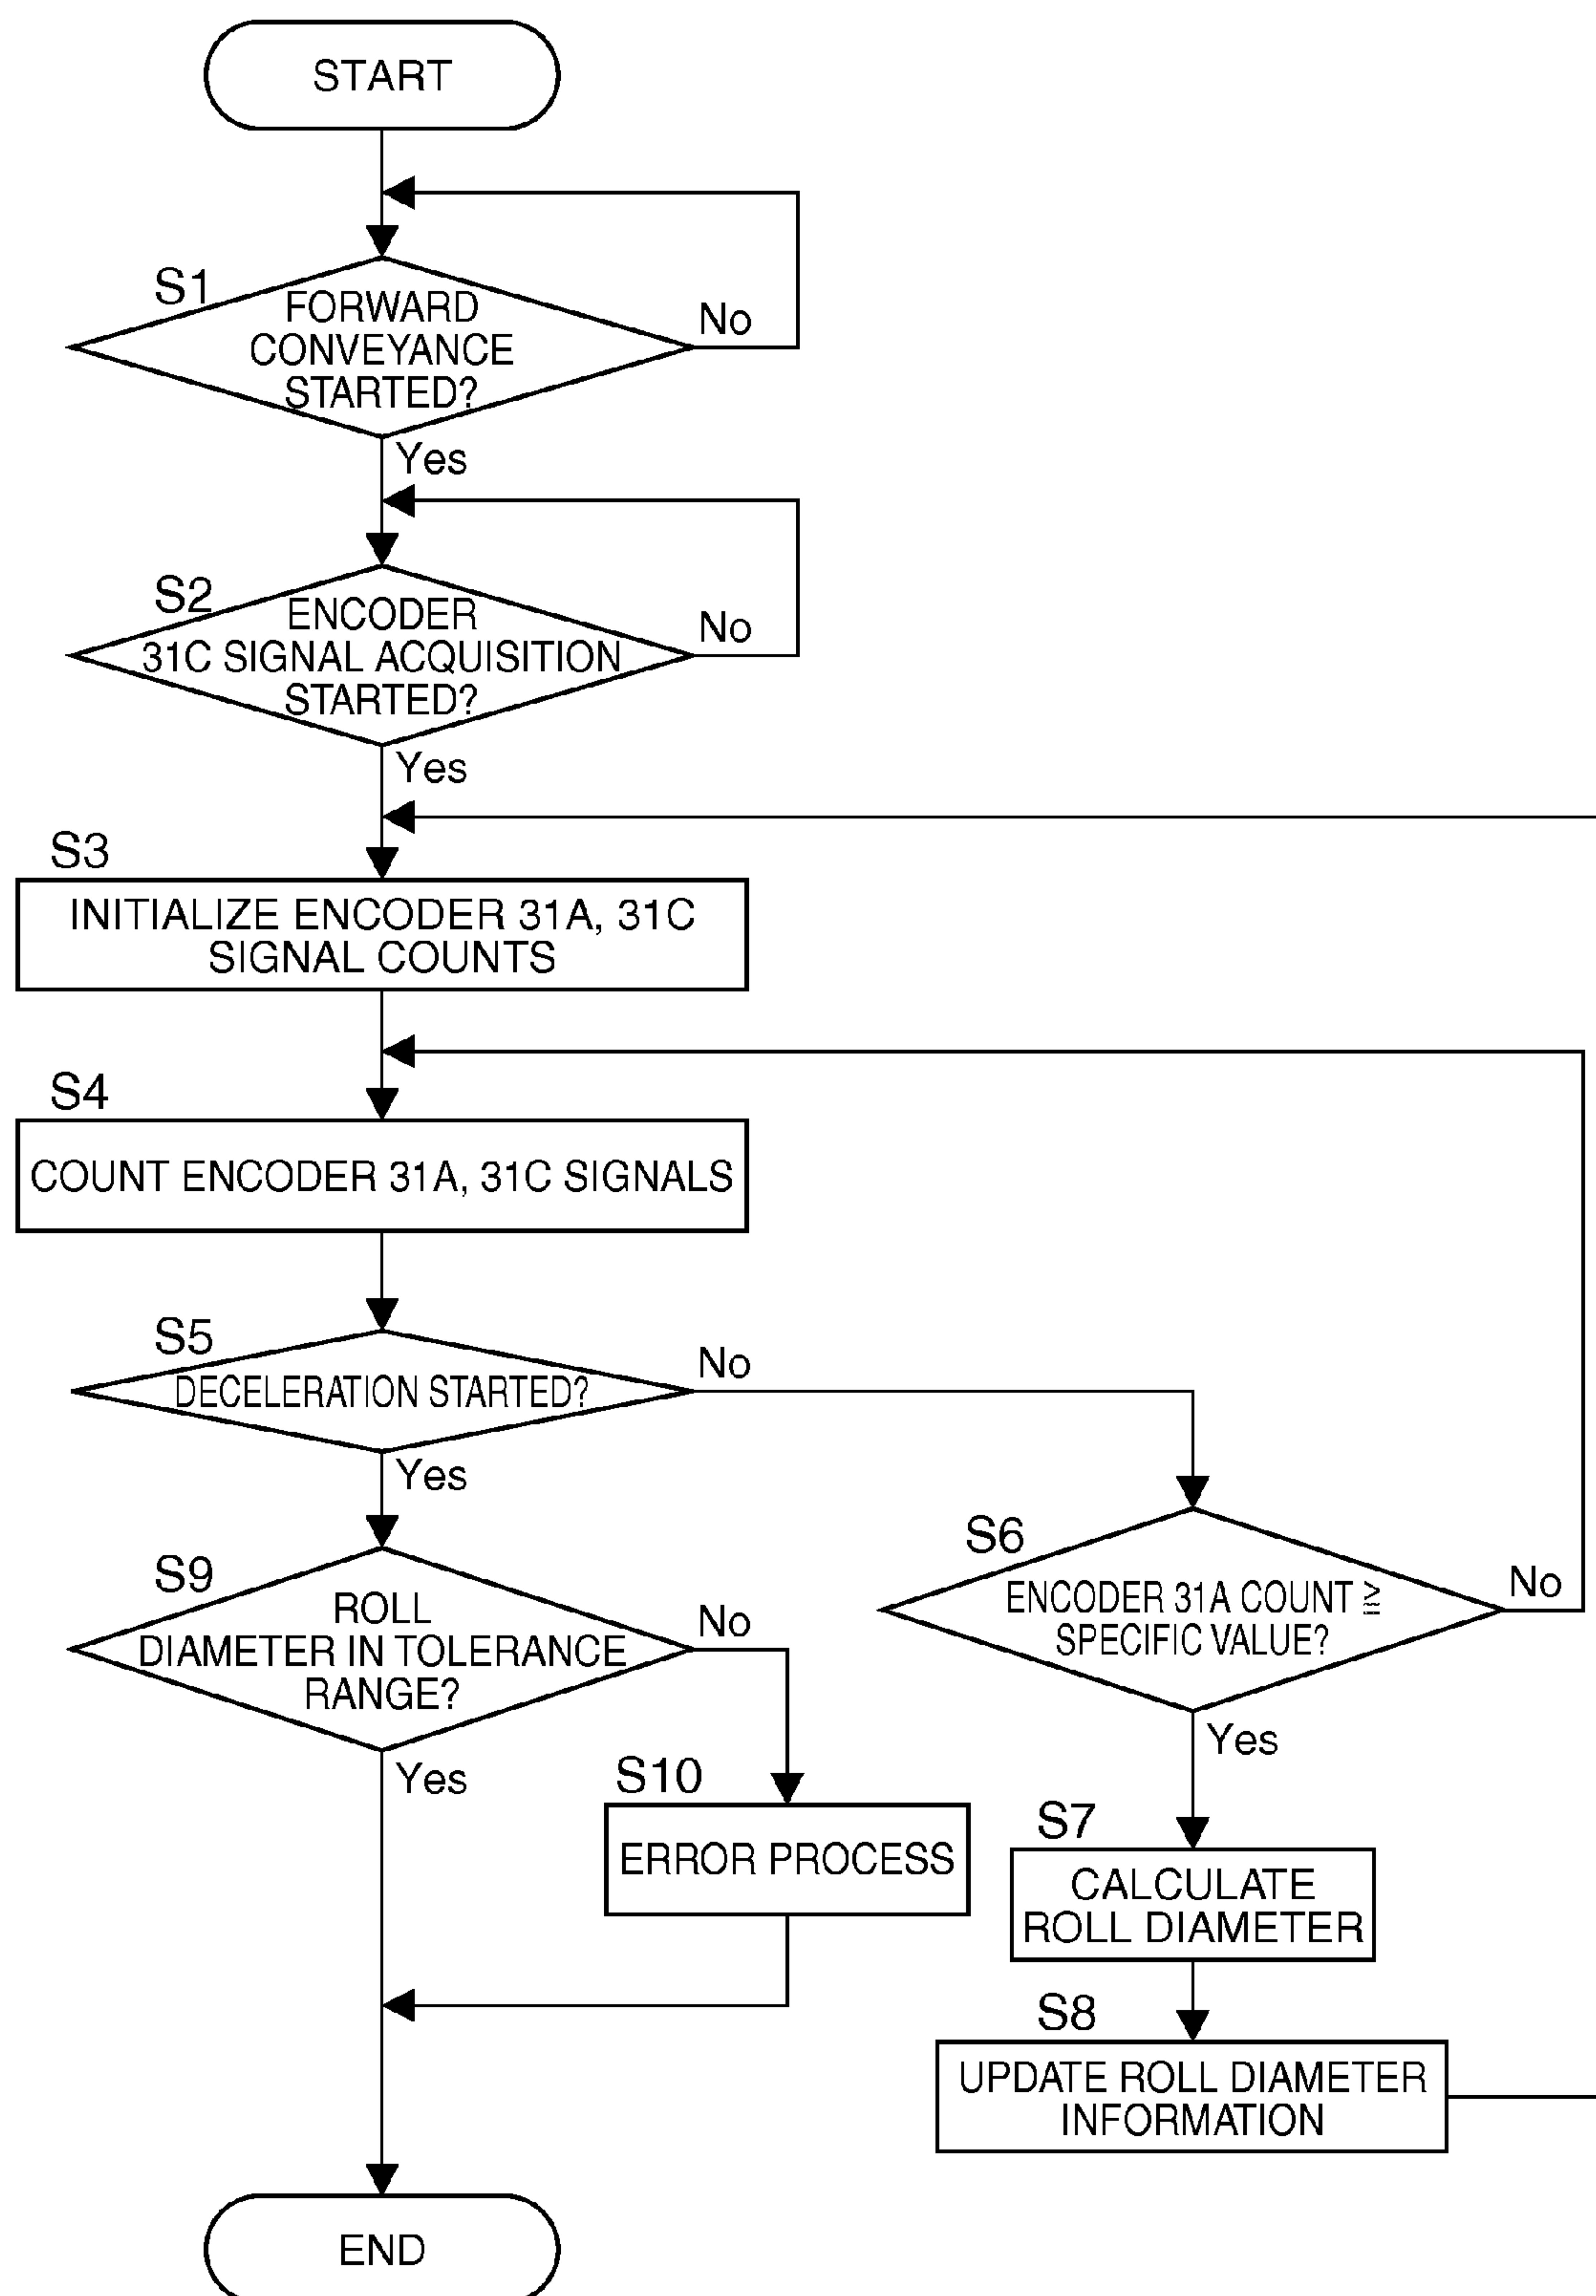 START
S1
FORWARD
CONVEYANCE
STARTED?
No
Yes
S2
ENCODER
31C SIGNAL ACQUISITION
STARTED?
No
Yes
S3
INITIALIZE ENCODER 31A, 31C
SIGNAL COUNTS
S4
COUNT ENCODER 31A, 31C SIGNALS
S5
DECELERATION STARTED?
No
Yes
S6
ENCODER 31A COUNT ≧
SPECIFIC VALUE?
No
Yes
S9
ROLL
DIAMETER IN TOLERANCE
RANGE?
No
Yes
S10
ERROR PROCESS
S7
CALCULATE
ROLL DIAMETER
S8
UPDATE ROLL DIAMETER
INFORMATION
END